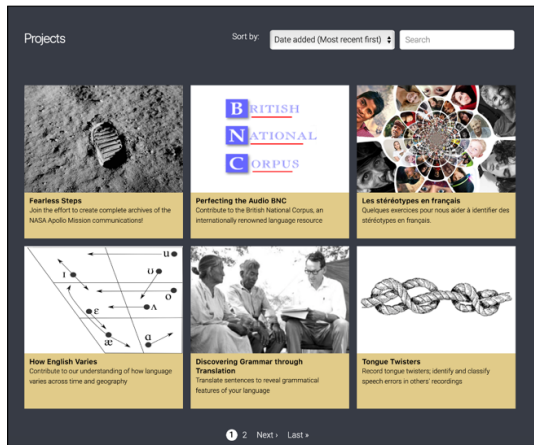 Projects
Sort by: Date added (Most recent first) Search
BRITISH
NATIONAL
CORPUS
Fearless Steps
Join the effort to create complete archives of the
NASA Apollo Mission communications!
Perfecting the Audio BNC
Contribute to the British National Corpus, an
internationally renowned language resource
Les stéréotypes en français
Quelques exercices pour nous aider à identifier des
stéréotypes en français.
u
ɪ
ʊ
o
ɛ
ʌ
æ
ɑ
How English Varies
Contribute to our understanding of how language
varies across time and geography
Discovering Grammar through
Translation
Translate sentences to reveal grammatical
features of your language
Tongue Twisters
Record tongue twisters; identify and classify
speech errors in others' recordings
1 2 Next › Last »